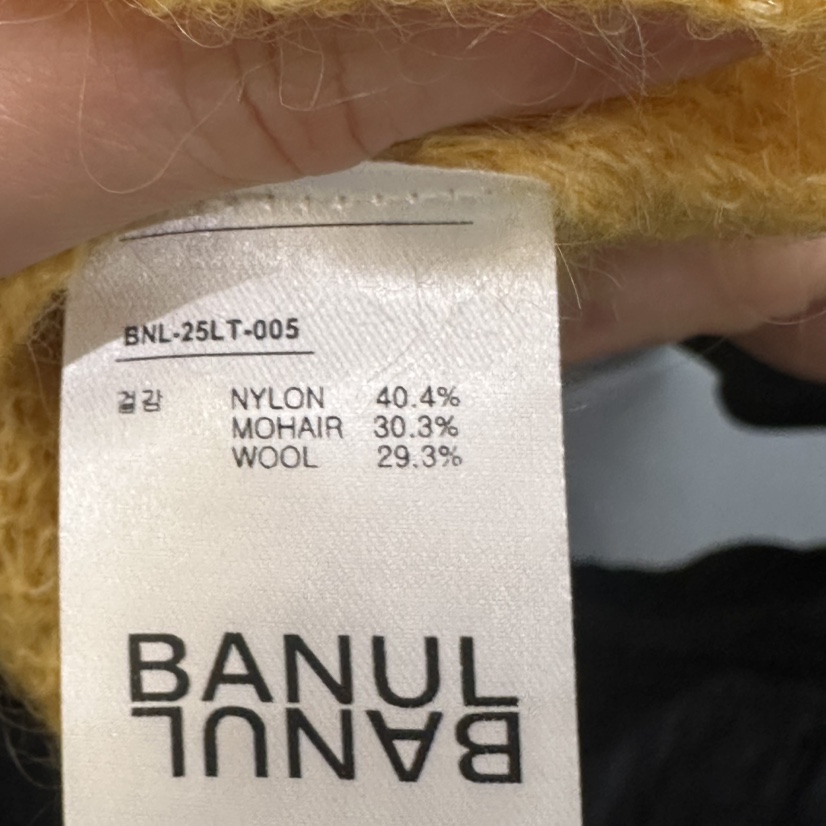 BNL-25LT-005
겉감 NYLON 40.4%
MOHAIR 30.3%
WOOL 29.3%
BANUL
BANUL